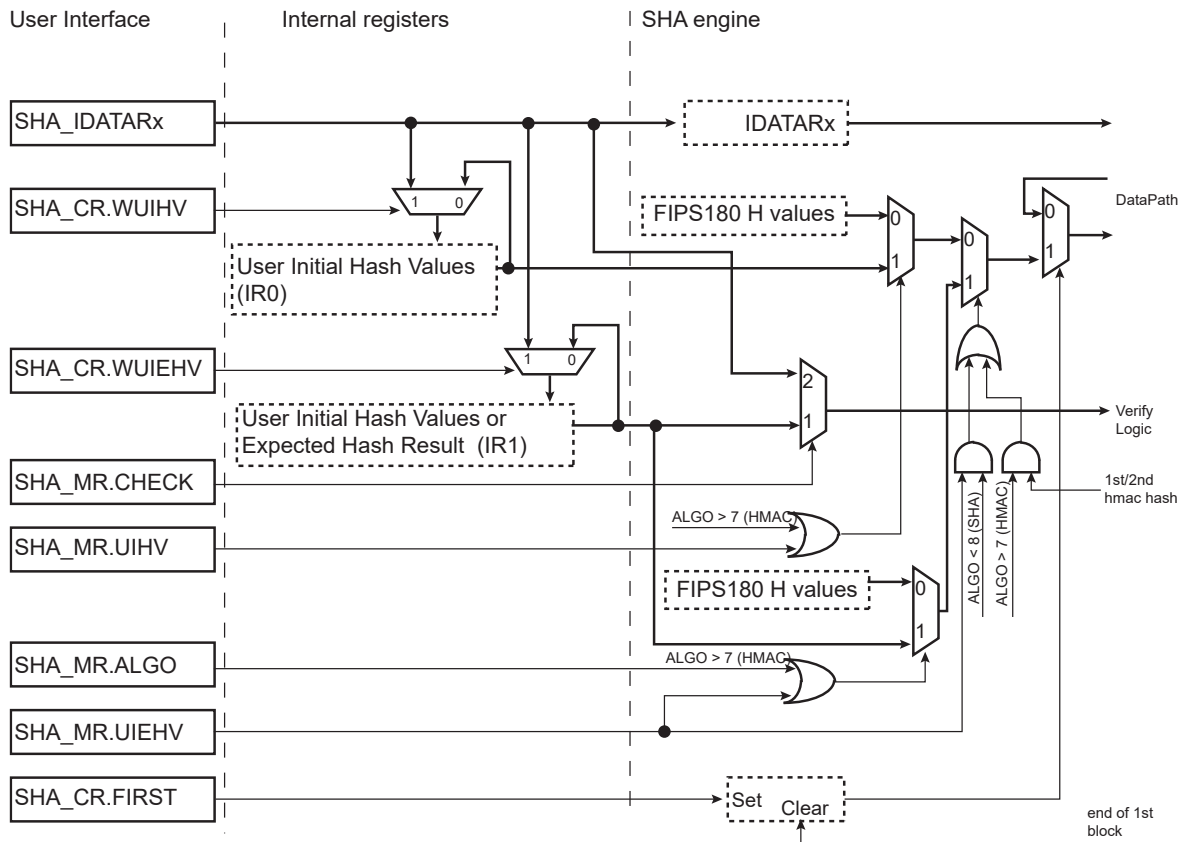 User Interface
Internal registers
SHA engine
SHA_IDATARx
IDATARx
SHA_CR.WUIHV
1
0
FIPS180 H values
0
1
0
1
0
1
DataPath
User Initial Hash Values
(IR0)
SHA_CR.WUIEHV
1
0
2
1
User Initial Hash Values or
Expected Hash Result (IR1)
Verify
Logic
SHA_MR.CHECK
1st/2nd
hmac hash
ALGO > 7 (HMAC)
ALGO < 8 (SHA)
ALGO > 7 (HMAC)
SHA_MR.UIHV
FIPS180 H values
0
1
SHA_MR.ALGO
ALGO > 7 (HMAC)
SHA_MR.UIEHV
SHA_CR.FIRST
Set
Clear
end of 1st
block